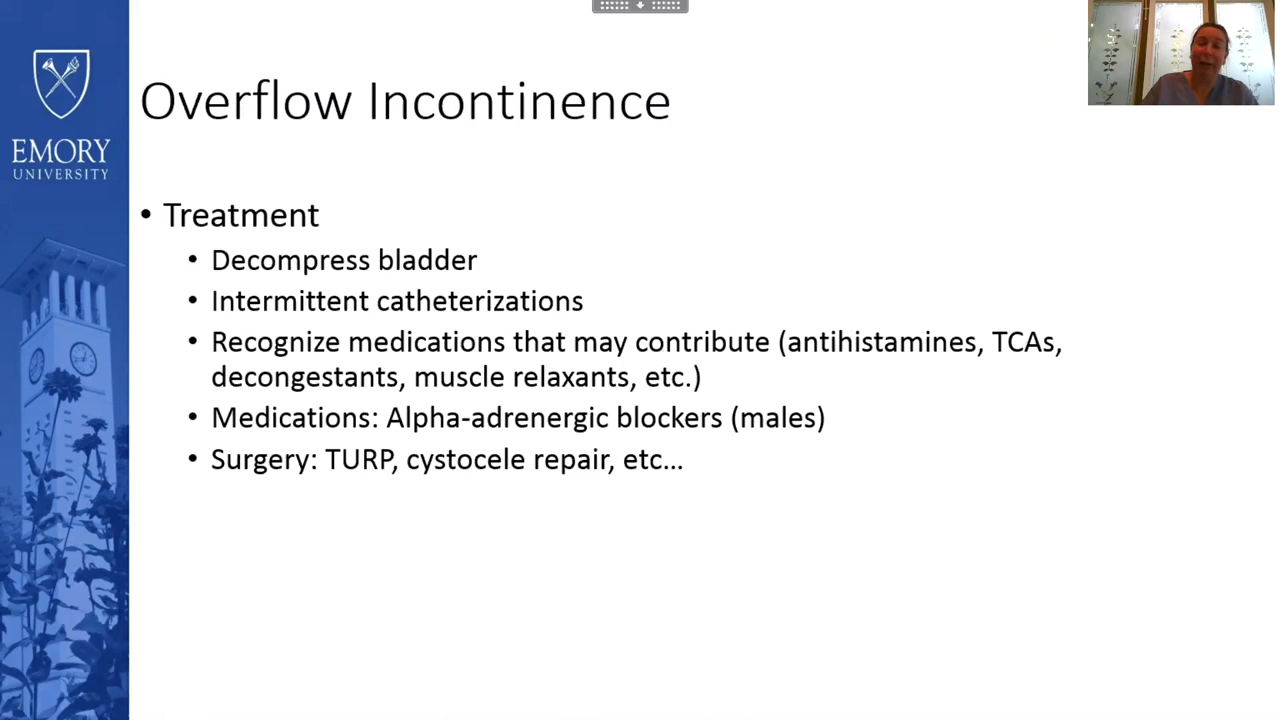 Overflow Incontinence
EMORY
UNIVERSITY
• Treatment
• Decompress bladder
• Intermittent catheterizations
• Recognize medications that may contribute (antihistamines, TCAs,
decongestants, muscle relaxants, etc.)
• Medications: Alpha-adrenergic blockers (males)
• Surgery: TURP, cystocele repair, etc...